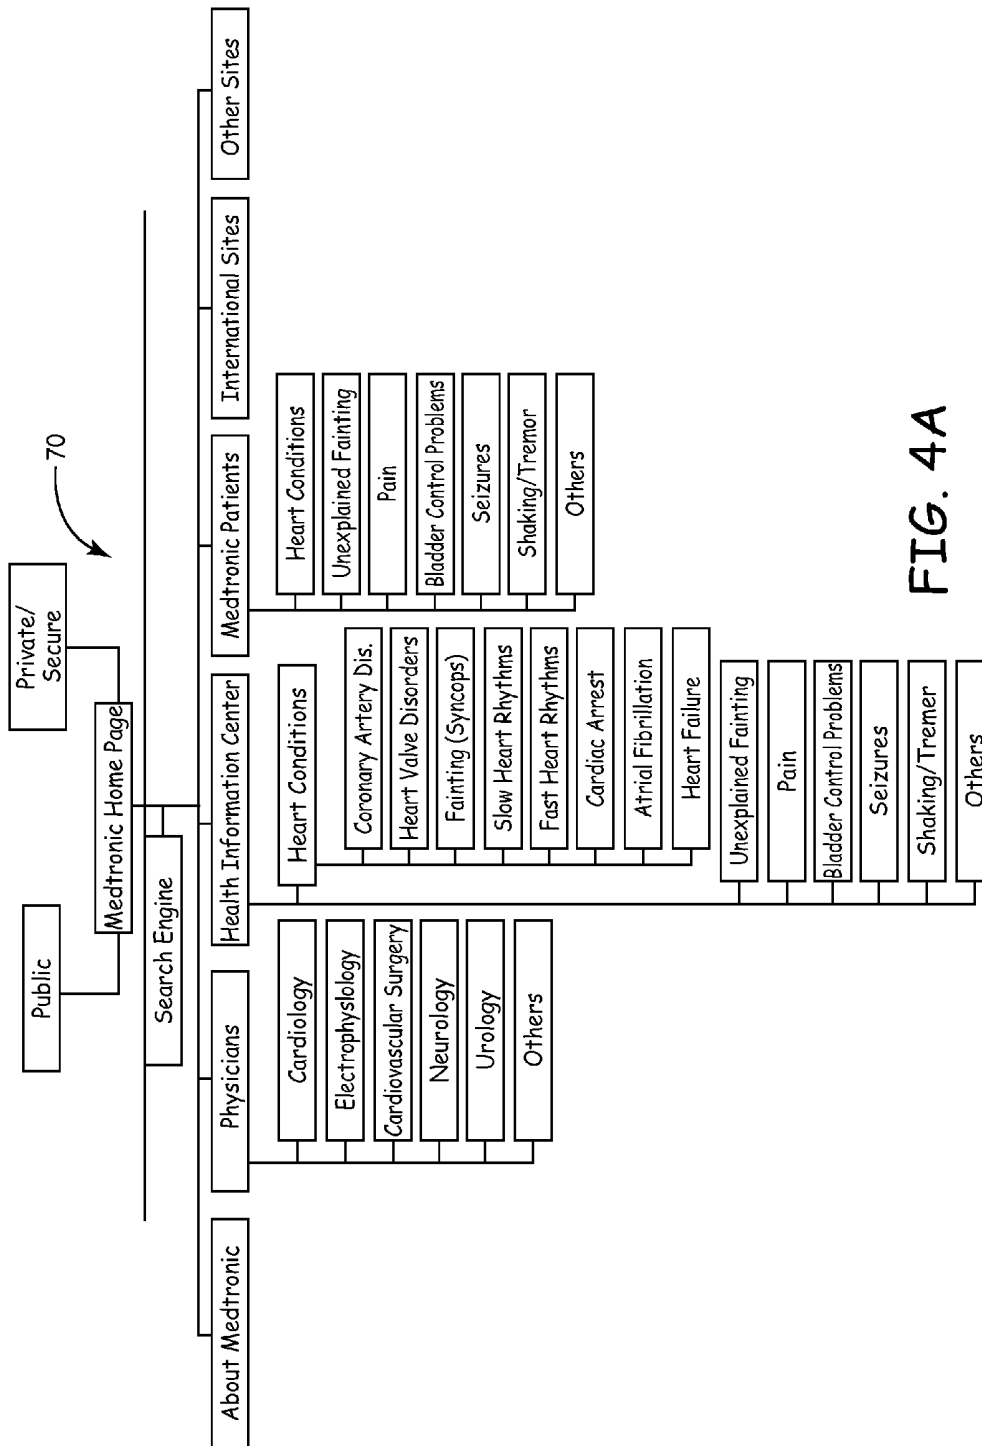 Public
Private/
Secure
70
Medtronic Home Page
Search Engine
About Medtronic
Physicians
Health Information Center
Medtronic Patients
International Sites
Other Sites
Cardiology
Electrophyslology
Cardiovascular Surgery
Neurology
Urology
Others
Heart Conditions
Coronary Artery Dis.
Heart Valve Disorders
Fainting (Syncops)
Slow Heart Rhythms
Fast Heart Rhythms
Cardiac Arrest
Atrial Fibrillation
Heart Failure
Unexplained Fainting
Pain
Bladder Control Problems
Seizures
Shaking/Tremer
Others
Heart Conditions
Unexplained Fainting
Pain
Bladder Control Problems
Seizures
Shaking/Tremor
Others
FIG. 4A